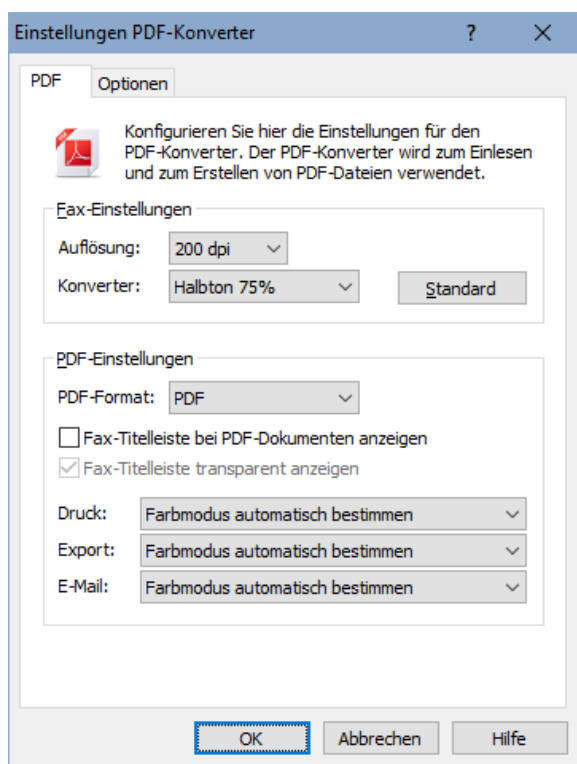 Einstellungen PDF-Konverter ?
PDF Optionen
Konfigurieren Sie hier die Einstellungen für den
PDF-Konverter. Der PDF-Konverter wird zum Einlesen
und zum Erstellen von PDF-Dateien verwendet.
Fax-Einstellungen
Auflösung: 200 dpi
Konverter: Halbton 75% Standard
PDF-Einstellungen
PDF-Format: PDF
Fax-Titelleiste bei PDF-Dokumenten anzeigen
Fax-Titelleiste transparent anzeigen
Druck: Farbmodus automatisch bestimmen
Export: Farbmodus automatisch bestimmen
E-Mail: Farbmodus automatisch bestimmen
OK Abbrechen Hilfe